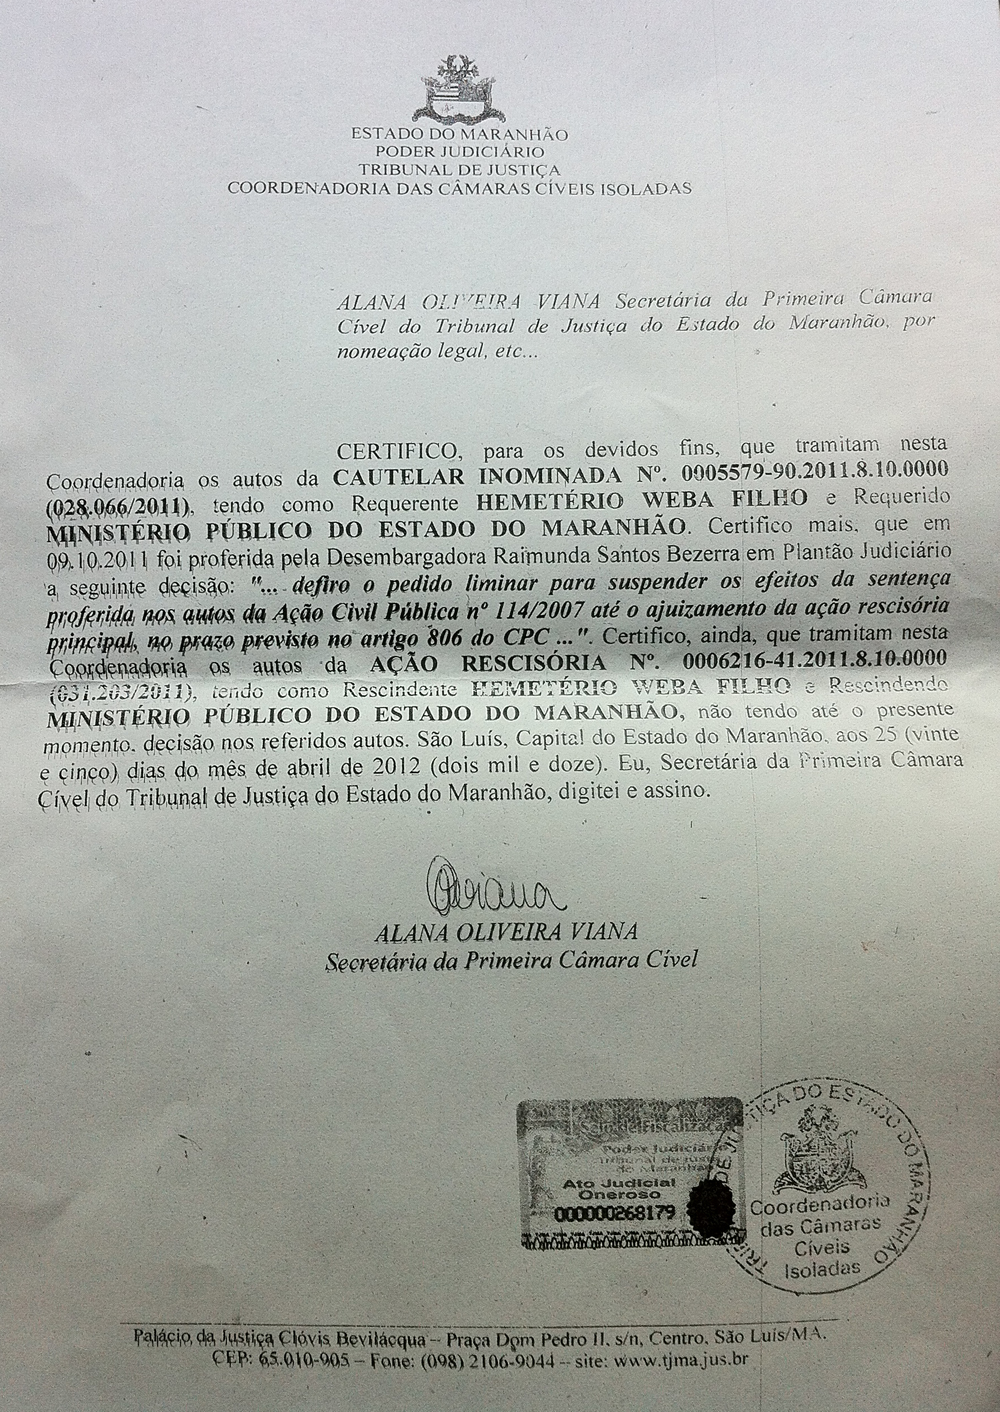 ESTADO DO MARANHÃO
PODER JUDICIÁRIO
TRIBUNAL DE JUSTIÇA
COORDENADORIA DAS CÂMARAS CÍVEIS ISOLADAS
ALANA OLIVEIRA VIANA Secretária da Primeira Câmara
Cível do Tribunal de Justiça do Estado do Maranhão, por
nomeação legal, etc...
CERTIFICO, para os devidos fins, que tramitam nesta
Coordenadoria os autos da CAUTELAR INOMINADA Nº. 0005579-90.2011.8.10.0000
(028.066/2011), tendo como Requerente HEMETÉRIO WEBA FILHO e Requerido
MINISTÉRIO PÚBLICO DO ESTADO DO MARANHÃO. Certifico mais, que em
09.10.2011 foi proferida pela Desembargadora Raimunda Santos Bezerra em Plantão Judiciário
a seguinte decisão: "... defiro o pedido liminar para suspender os efeitos da sentença
proferida nos autos da Ação Civil Pública nº 114/2007 até o ajuizamento da ação rescisória
principal, no prazo previsto no artigo 806 do CPC ...". Certifico, ainda, que tramitam nesta
Coordenadoria os autos da AÇÃO RESCISÓRIA Nº. 0006216-41.2011.8.10.0000
(031.203/2011), tendo como Rescindente HEMETÉRIO WEBA FILHO e Rescindendo
MINISTÉRIO PÚBLICO DO ESTADO DO MARANHÃO, não tendo até o presente
momento, decisão nos referidos autos. São Luís, Capital do Estado do Maranhão, aos 25 (vinte
e cinco) dias do mês de abril de 2012 (dois mil e doze). Eu, Secretária da Primeira Câmara
Cível do Tribunal de Justiça do Estado do Maranhão, digitei e assino.
Oviana
ALANA OLIVEIRA VIANA
Secretária da Primeira Câmara Cível
Selo de Fiscalização
Poder Judiciár
Tribunal de Justiç
do Maranhão
Ato Judicial
Oneroso
000000268179
TRIB DE JUSTIÇA DO ESTADO DO MARANHÃO
Coordenadoria
das Câmaras
Cíveis
Isoladas
Palácio da Justiça Clóvis Bevilácqua – Praça Dom Pedro II, s/n, Centro, São Luís/MA.
CEP: 65.010-905 – Fone: (098) 2106-9044 – site: www.tjma.jus.br